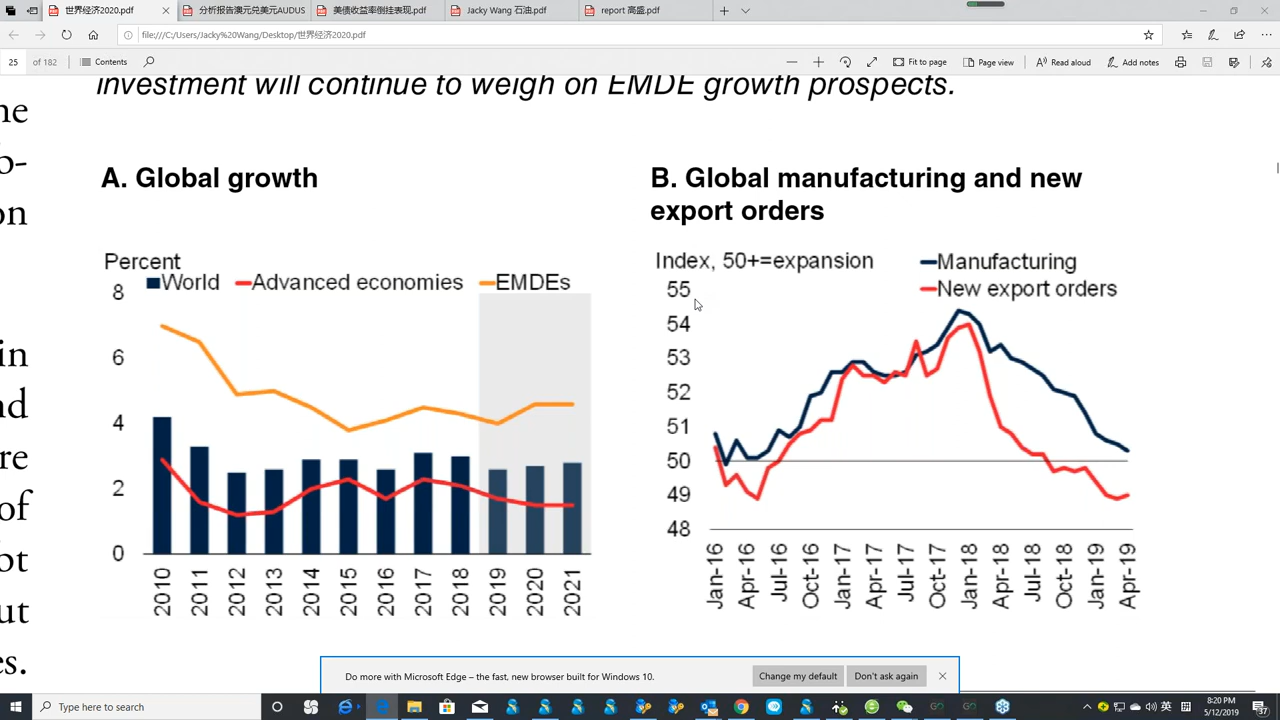 世界经济2020.pdf
分析报告澳元兑美元AUDUS
美债收益率倒挂表现.pdf
Jacky Wang 石油.pdf
report 高盛.pdf
file:///C:/Users/Jacky%20Wang/Desktop/世界经济2020.pdf
25 of 182 Contents Fit to page Page view Read aloud Add notes
investment will continue to weigh on EMDE growth prospects.
ne
b-
on
in
nd
re
of
bt
ut
es.
A. Global growth
Percent
World Advanced economies EMDEs
8
6
4
2
0
2010 2011 2012 2013 2014 2015 2016 2017 2018 2019 2020 2021
B. Global manufacturing and new
export orders
Index, 50+=expansion
Manufacturing
New export orders
55
54
53
52
51
50
49
48
Jan-16 Apr-16 Jul-16 Oct-16 Jan-17 Apr-17 Jul-17 Oct-17 Jan-18 Apr-18 Jul-18 Oct-18 Jan-19 Apr-19
Do more with Microsoft Edge – the fast, new browser built for Windows 10. Change my default Don't ask again
Type here to search
英
8:20 PM
5/12/2019